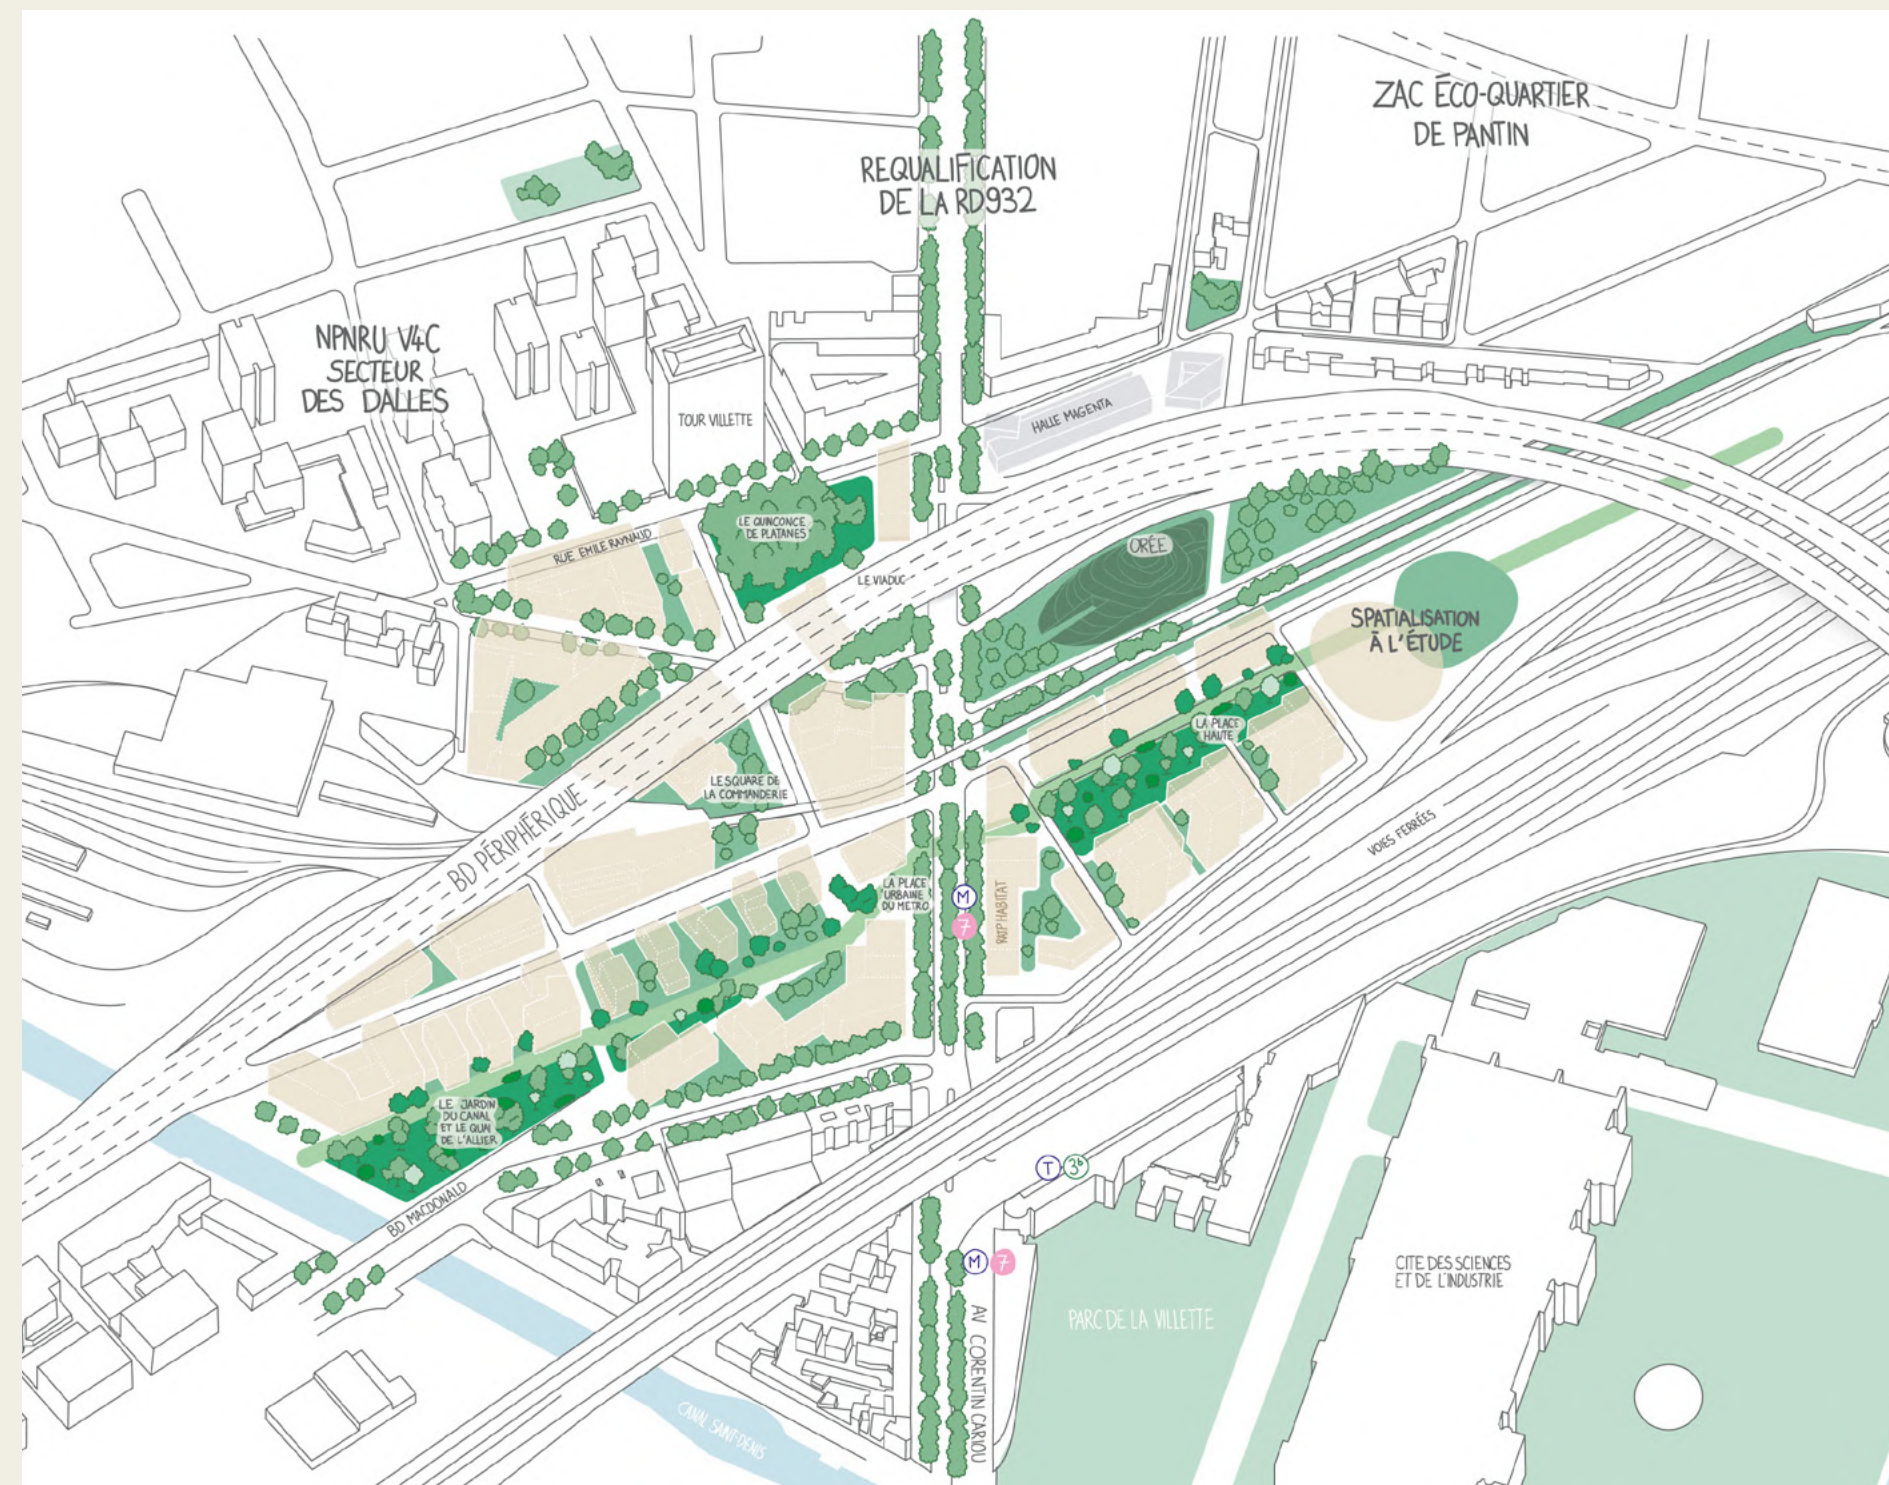 ZAC ÉCO-QUARTIER
DE PANTIN
REQUALIFICATION
DE LA RD932
NPNRU V4C
SECTEUR
DES DALLES
TOUR VILLETTE
HALLE MAGENTA
LE QUINCONCE
DE PLATANES
RUE EMILE RAYNAUD
ORÉE
LE VIADUC
SPATIALISATION
À L'ÉTUDE
LA PLACE
HAUTE
LE SQUARE DE
LA COMMANDERIE
BD PÉRIPHÉRIQUE
VOIES FERRÉES
LA PLACE
URBAINE
DU METRO
M
7
RATP HABITAT
LE JARDIN
DU CANAL
ET LE QUAI
DE L'ALLIER
BD MACDONALD
T 3b
M 7
CITE DES SCIENCES
ET DE L'INDUSTRIE
PARC DE LA VILLETTE
AV CORENTIN CARIOU
CANAL SAINT-DENIS